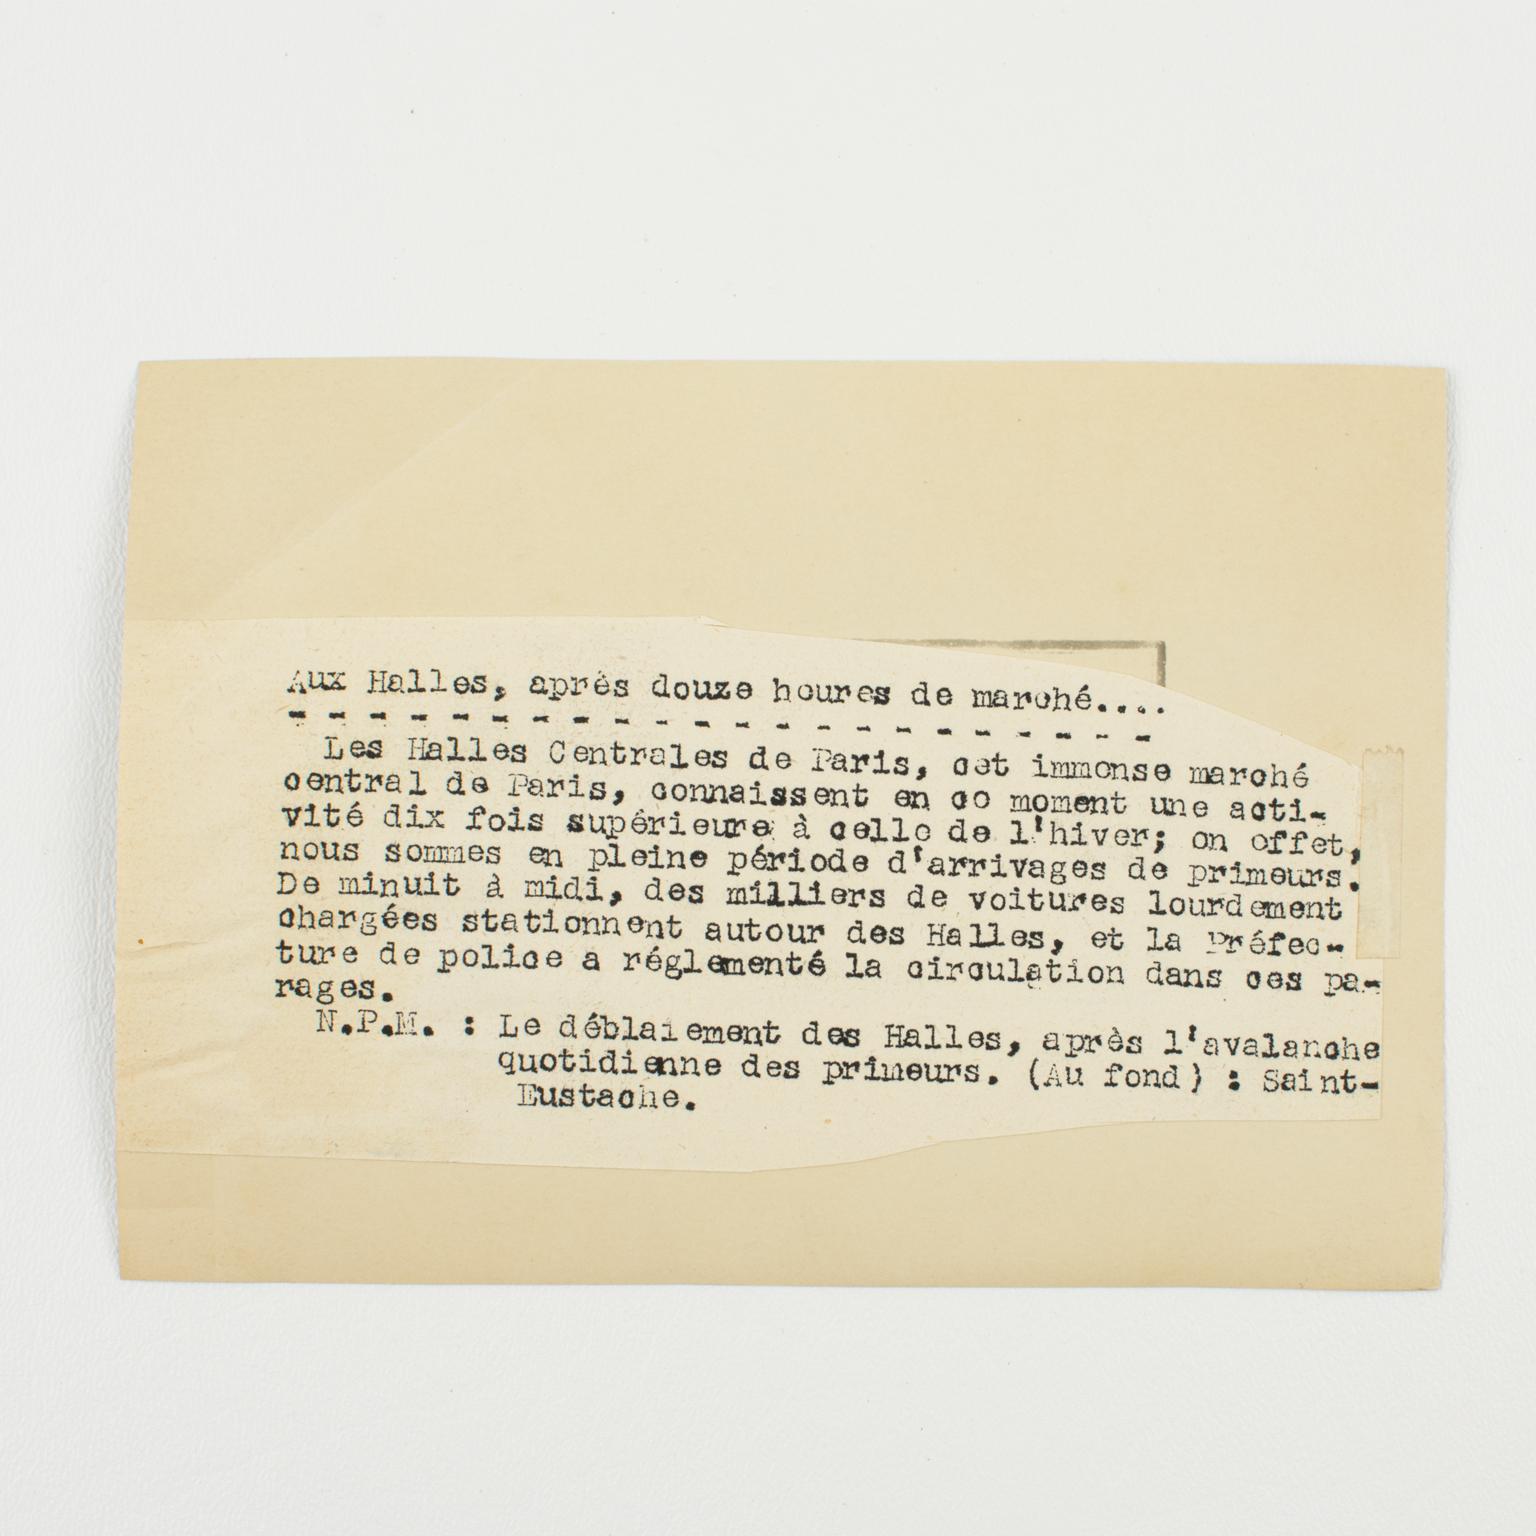 Aux Halles, après douze heures de marché....
- - - - - - - - - - - - - - - - - - - - - -
Les Halles Centrales de Paris, cet immense marché
central de Paris, connaissent en ce moment une acti-
vité dix fois supérieure à celle de l'hiver; en effet,
nous sommes en pleine période d'arrivages de primeurs.
De minuit à midi, des milliers de voitures lourdement
chargées stationnent autour des Halles, et la Préfec-
ture de police a réglementé la circulation dans ces pa-
rages.
N.P.M. : Le déblaiement des Halles, après l'avalanche
quotidienne des primeurs. (Au fond) : Saint-
Eustache.